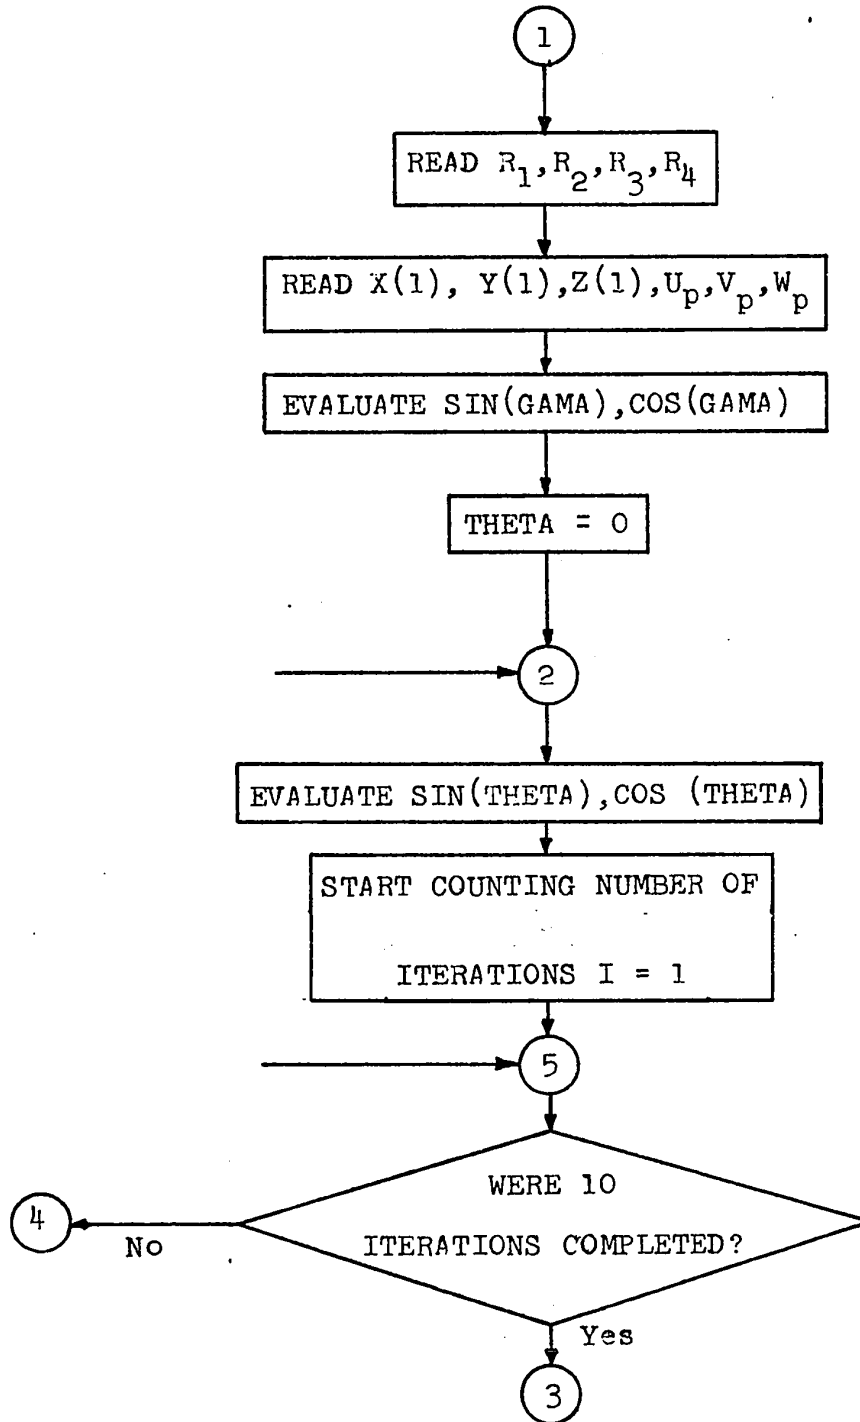 1
READ R₁,R₂,R₃,R₄
READ X(1), Y(1),Z(1),Uₚ,Vₚ,Wₚ
EVALUATE SIN(GAMA),COS(GAMA)
THETA = 0
2
EVALUATE SIN(THETA),COS (THETA)
START COUNTING NUMBER OF
ITERATIONS I = 1
5
WERE 10
4
ITERATIONS COMPLETED?
No
Yes
3